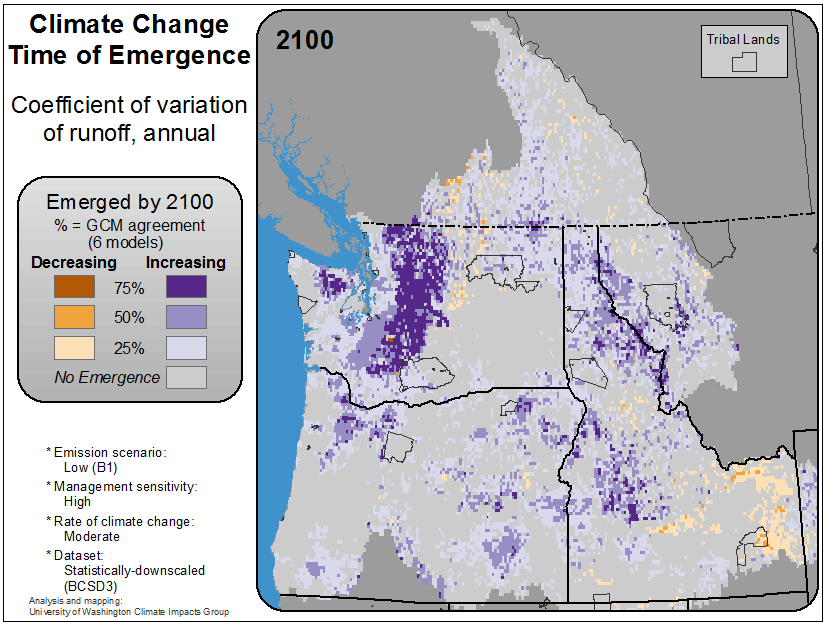 Climate Change
Time of Emergence
Coefficient of variation
of runoff, annual
Emerged by 2100
% = GCM agreement
(6 models)
Decreasing Increasing
75%
50%
25%
No Emergence
* Emission scenario:
Low (B1)
* Management sensitivity:
High
* Rate of climate change:
Moderate
* Dataset:
Statistically-downscaled
(BCSD3)
Analysis and mapping:
University of Washington Climate Impacts Group
2100
Tribal Lands